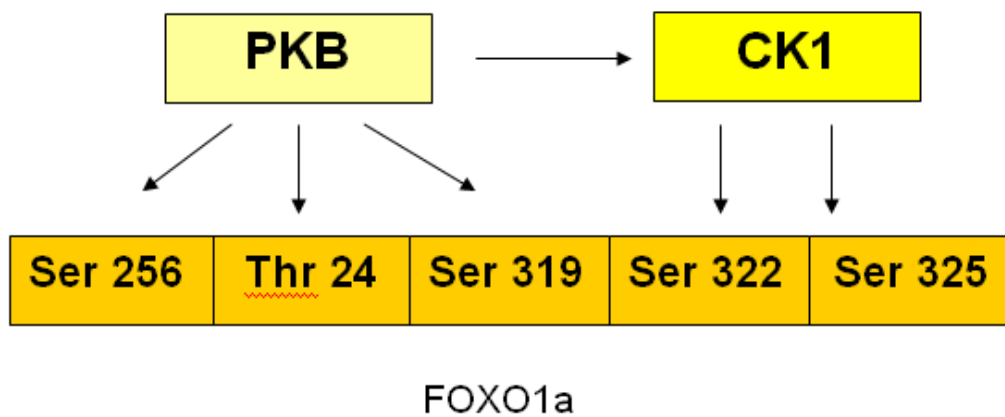 PKB
CK1
Ser 256
Thr 24
Ser 319
Ser 322
Ser 325
FOXO1a